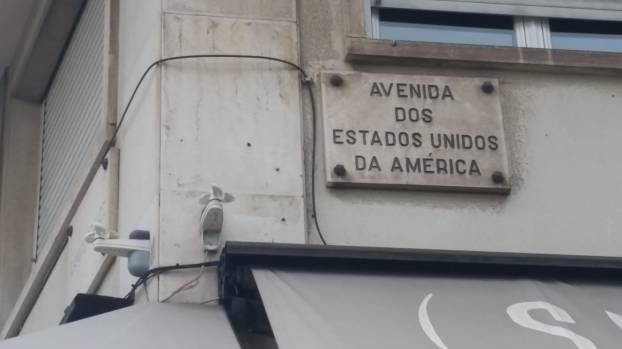 AVENIDA
DOS
ESTADOS UNIDOS
DA AMÉRICA